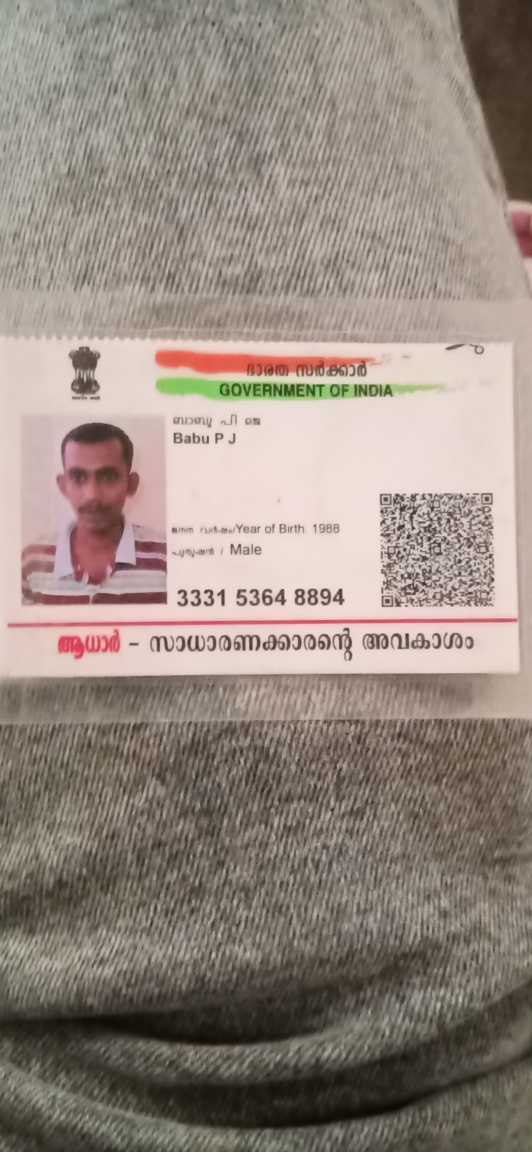 ഭാരത സർക്കാർ
GOVERNMENT OF INDIA
ബാബു പി ജെ
Babu P J
ജനന വർഷം/Year of Birth: 1988
പുരുഷൻ / Male
3331 5364 8894
ആധാർ – സാധാരണക്കാരന്റെ അവകാശം